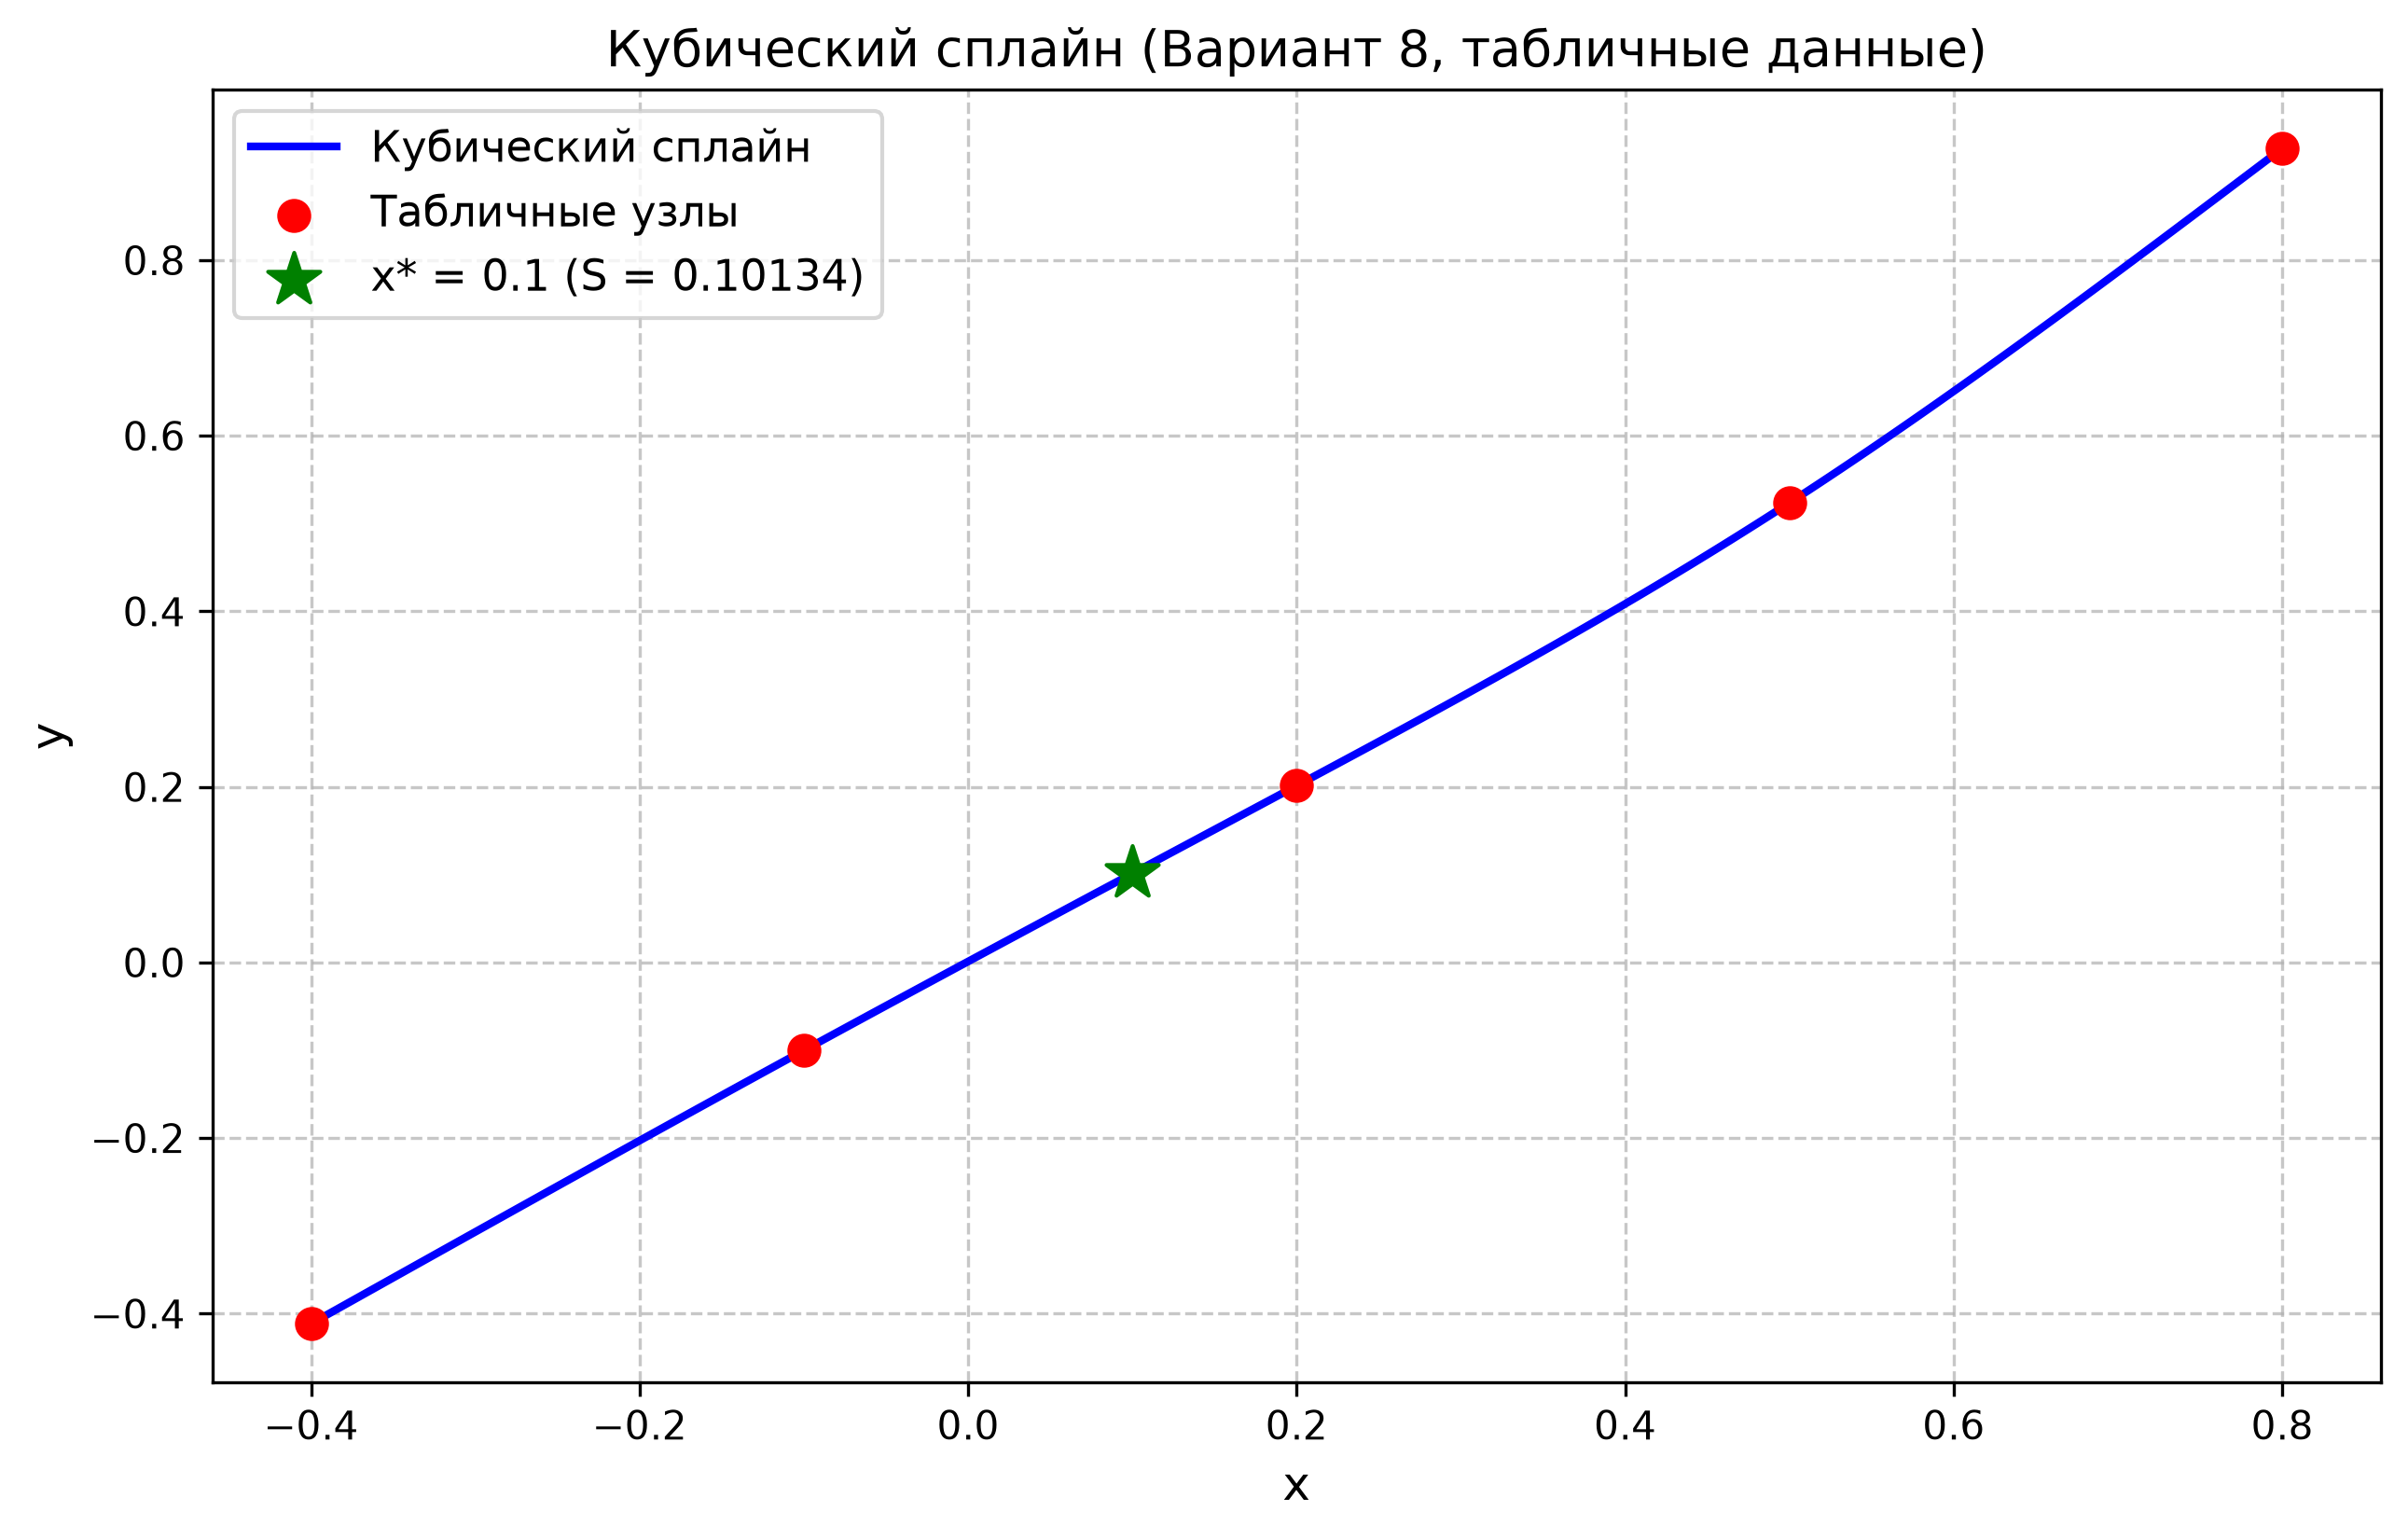 Кубический сплайн (Вариант 8, табличные данные)
Кубический сплайн
Табличные узлы
x* = 0.1 (S = 0.10134)
0.8
0.6
0.4
0.2
0.0
−0.2
−0.4
y
−0.4 −0.2 0.0 0.2 0.4 0.6 0.8
x